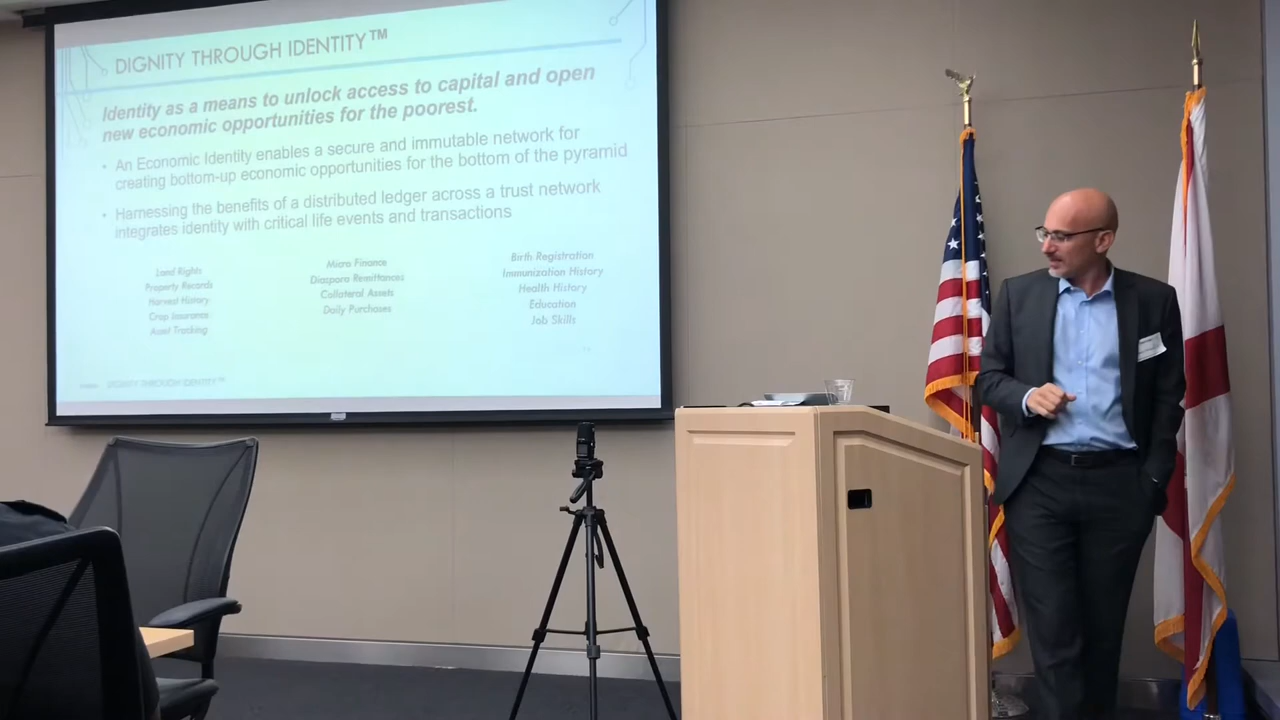 DIGNITY THROUGH IDENTITY™
Identity as a means to unlock access to capital and open
new economic opportunities for the poorest.
• An Economic Identity enables a secure and immutable network for
creating bottom-up economic opportunities for the bottom of the pyramid
• Harnessing the benefits of a distributed ledger across a trust network
integrates identity with critical life events and transactions
Land Rights
Property Records
Harvest History
Crop Insurance
Asset Tracking
Micro Finance
Diaspora Remittances
Collateral Assets
Daily Purchases
Birth Registration
Immunization History
Health History
Education
Job Skills
DIGNITY THROUGH IDENTITY™